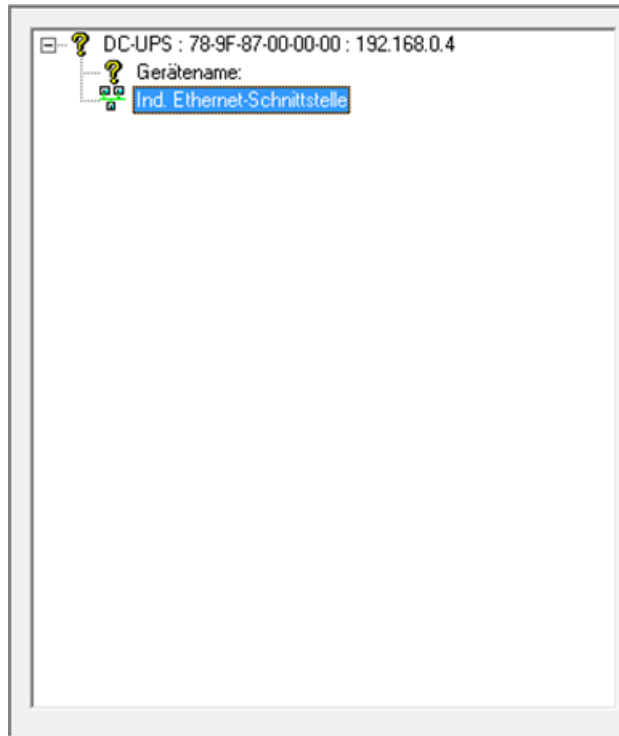 DC-UPS : 78-9F-87-00-00-00 : 192.168.0.4
Gerätename:
Ind. Ethernet-Schnittstelle